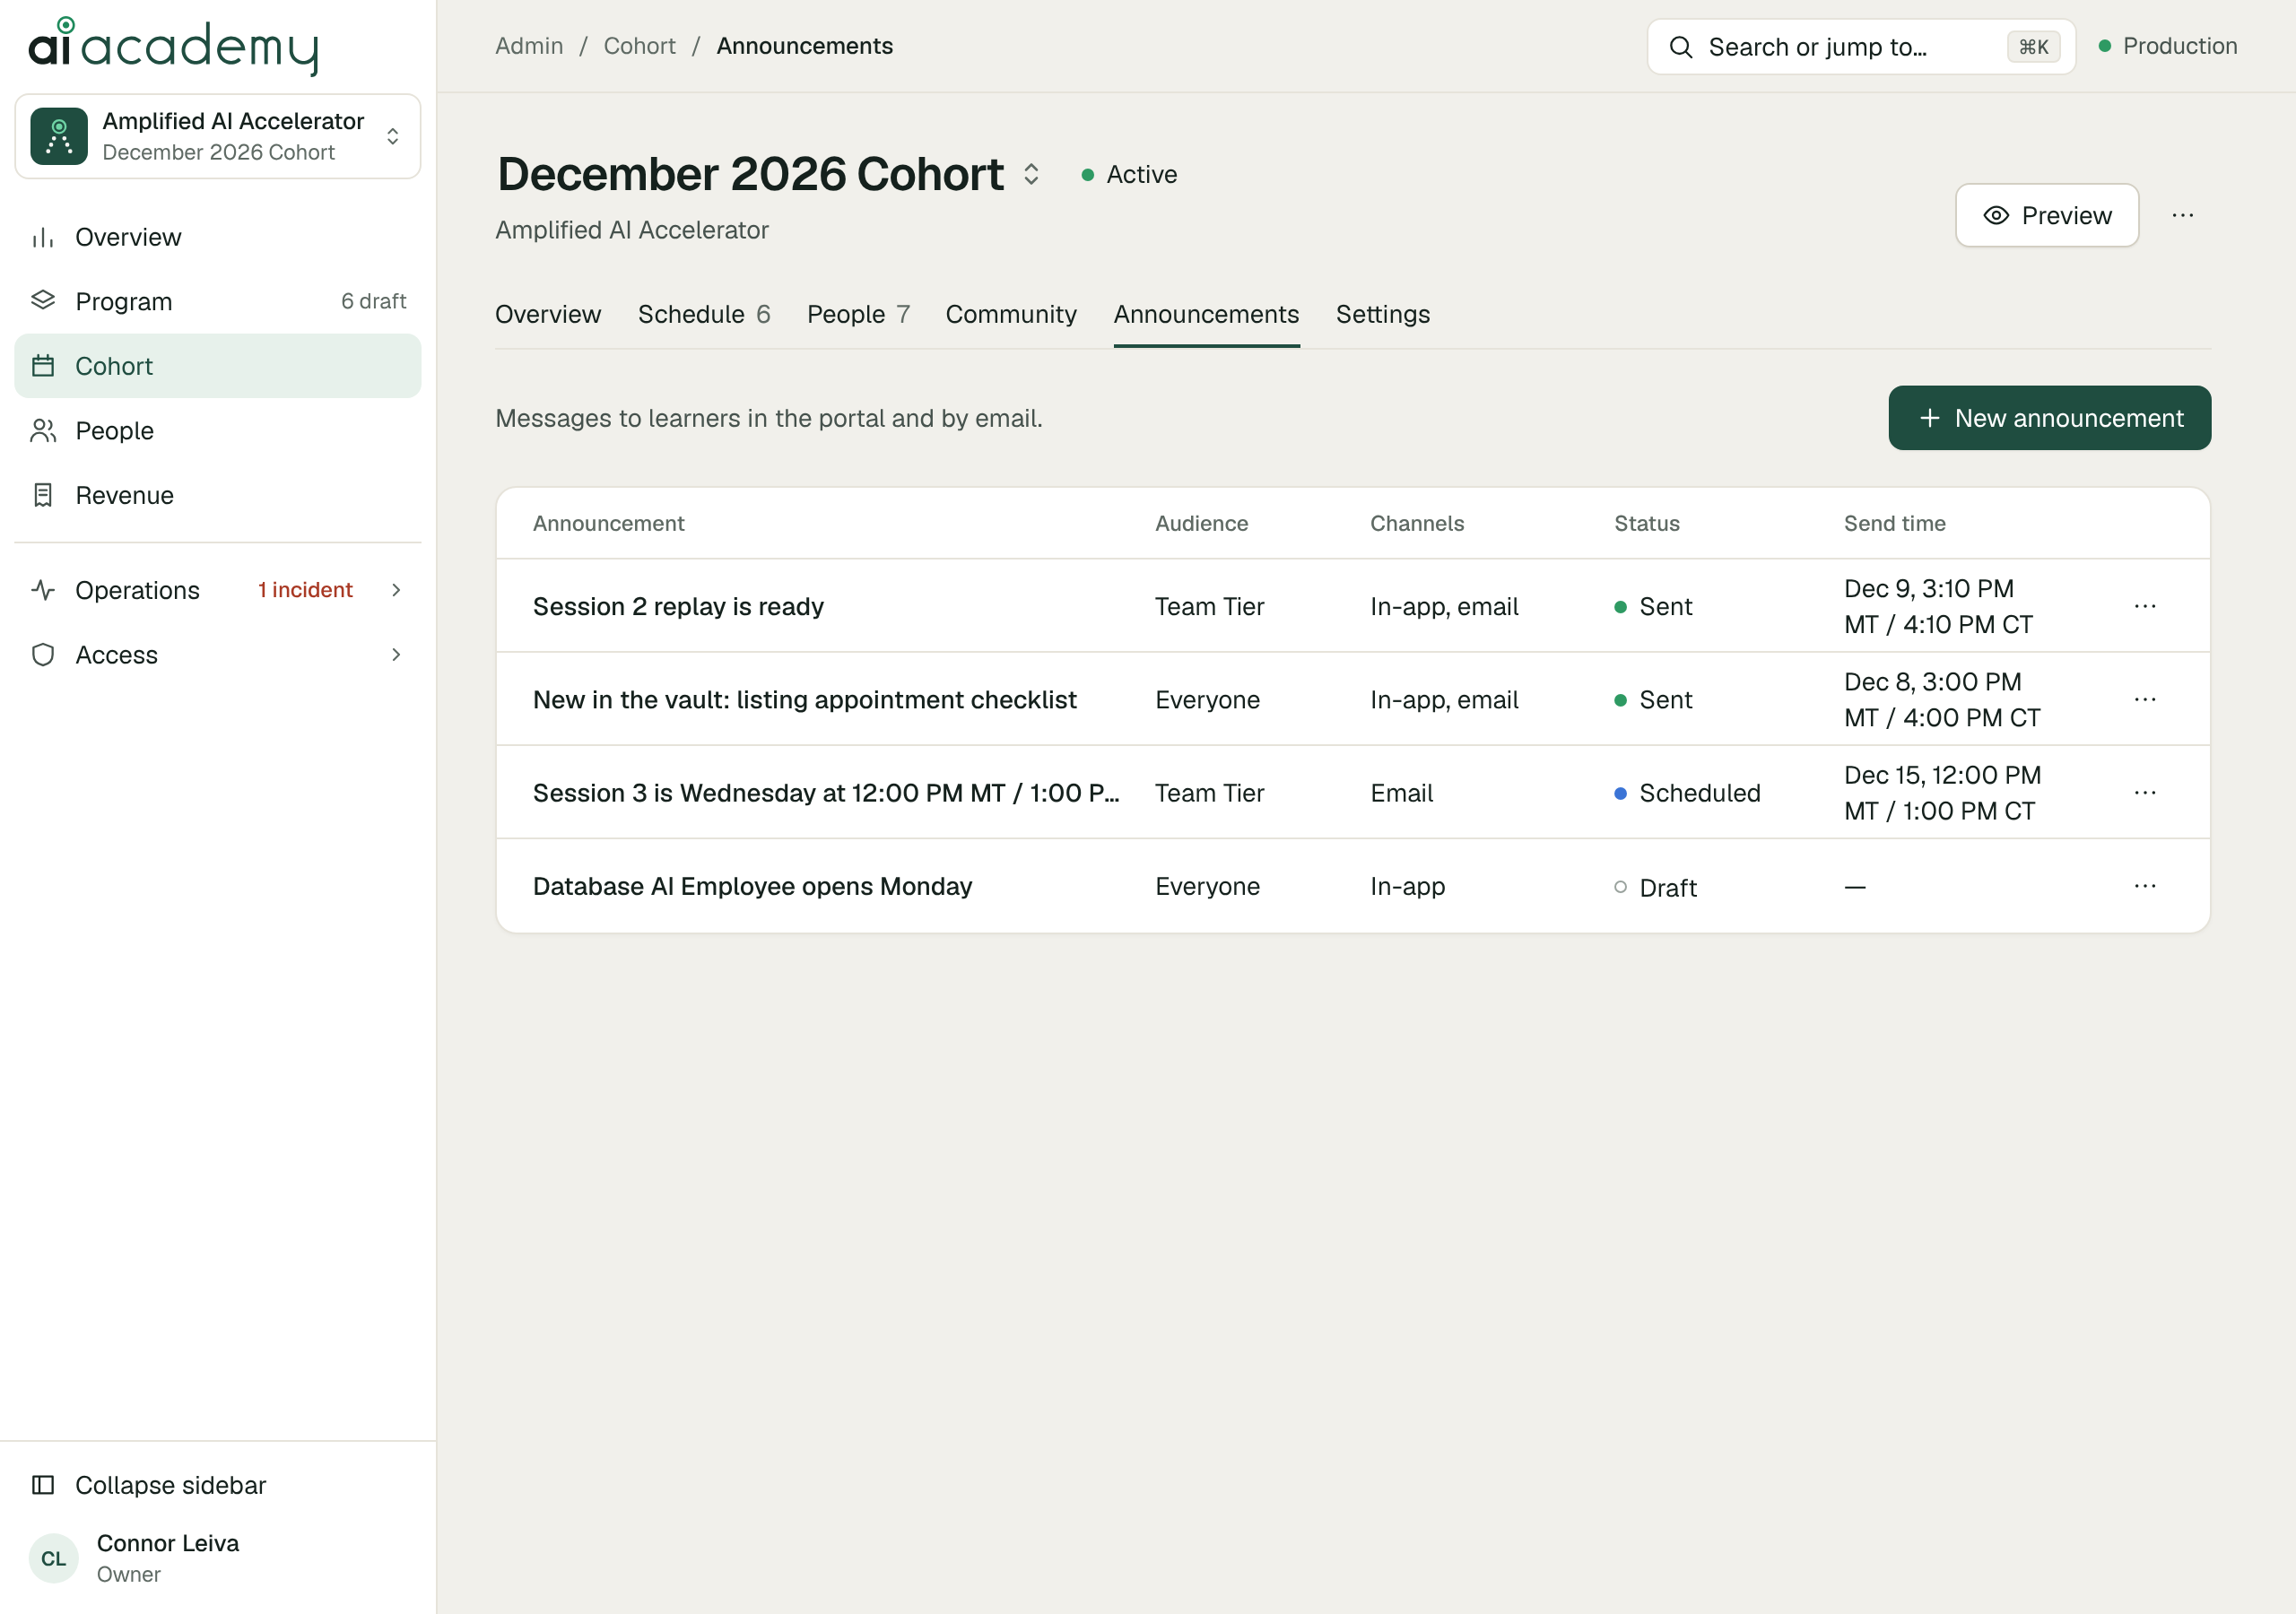 ai academy
Amplified AI Accelerator
December 2026 Cohort
Overview
Program 6 draft
Cohort
People
Revenue
Operations 1 incident
Access
Collapse sidebar
CL
Connor Leiva
Owner
Admin / Cohort / Announcements
Search or jump to... ⌘K
Production
December 2026 Cohort
Active
Amplified AI Accelerator
Preview
Overview Schedule 6 People 7 Community Announcements Settings
Messages to learners in the portal and by email.
+ New announcement
Announcement Audience Channels Status Send time
Session 2 replay is ready Team Tier In-app, email Sent Dec 9, 3:10 PM
MT / 4:10 PM CT
New in the vault: listing appointment checklist Everyone In-app, email Sent Dec 8, 3:00 PM
MT / 4:00 PM CT
Session 3 is Wednesday at 12:00 PM MT / 1:00 P... Team Tier Email Scheduled Dec 15, 12:00 PM
MT / 1:00 PM CT
Database AI Employee opens Monday Everyone In-app Draft —